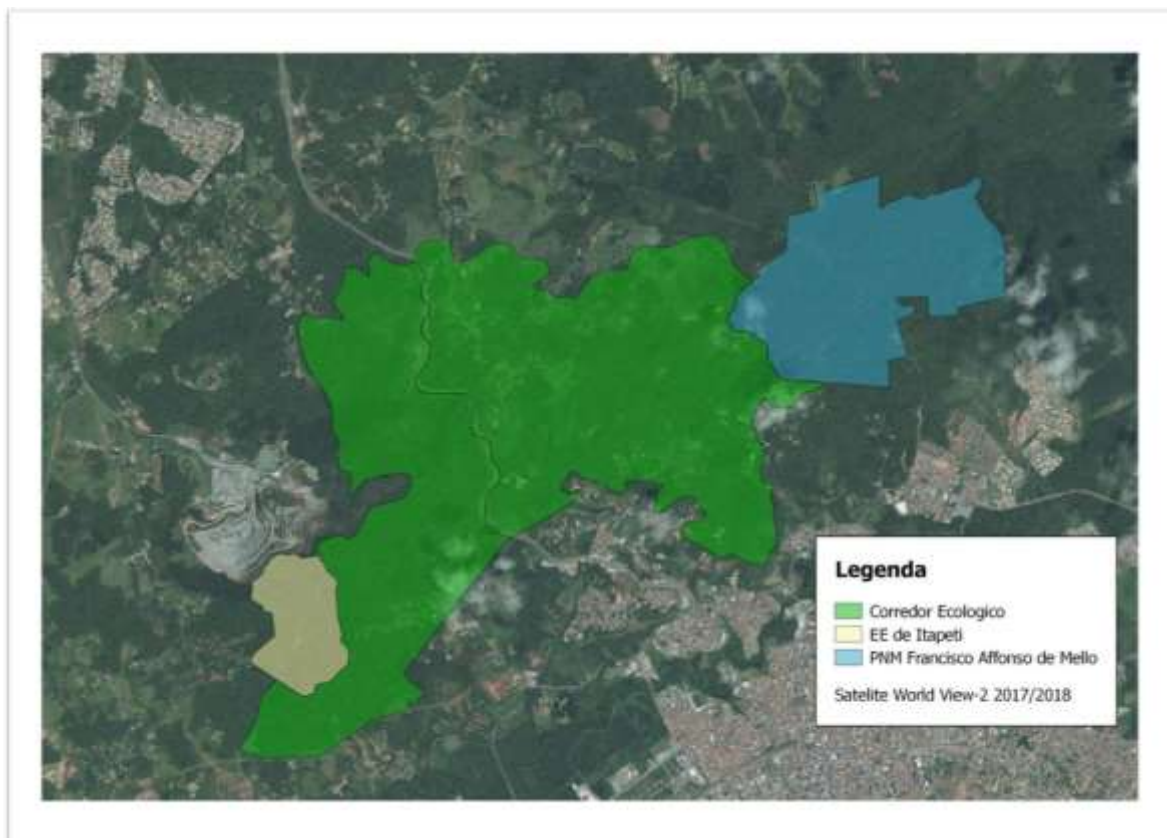 Legenda
Corredor Ecologico
EE de Itapeti
PNM Francisco Affonso de Mello
Satelite World View-2 2017/2018